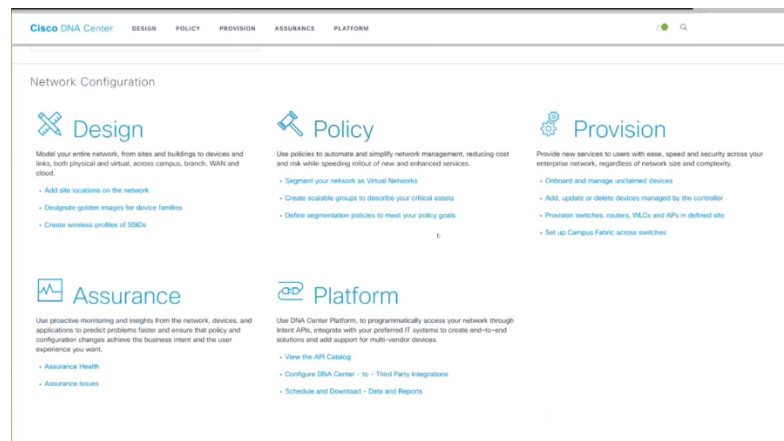 Cisco DNA Center DESIGN POLICY PROVISION ASSURANCE PLATFORM
Network Configuration
Design
Model your entire network, from sites and buildings to devices and
links, both physical and virtual, across campus, branch, WAN and
cloud.
Add site locations on the network
Designate golden images for device families
Create wireless profiles of SSIDs
Policy
Use policies to automate and simplify network management, reducing cost
and risk while speeding rollout of new and enhanced services.
Segment your network as Virtual Networks
Create scalable groups to describe your critical assets
Define segmentation policies to meet your policy goals
Provision
Provide new services to users with ease, speed and security across your
enterprise network, regardless of network size and complexity.
Onboard and manage unclaimed devices
Add, update or delete devices managed by the controller
Provision switches, routers, WLCs and APs in defined site
Set up Campus Fabric across switches
Assurance
Use proactive monitoring and insights from the network, devices, and
applications to predict problems faster and ensure that policy and
configuration changes achieve the business intent and the user
experience you want.
Assurance Health
Assurance Issues
Platform
Use DNA Center Platform, to programmatically access your network through
Intent APIs, integrate with your preferred IT systems to create end-to-end
solutions and add support for multi-vendor devices.
View the API Catalog
Configure DNA Center - to - Third Party Integrations
Schedule and Download - Data and Reports